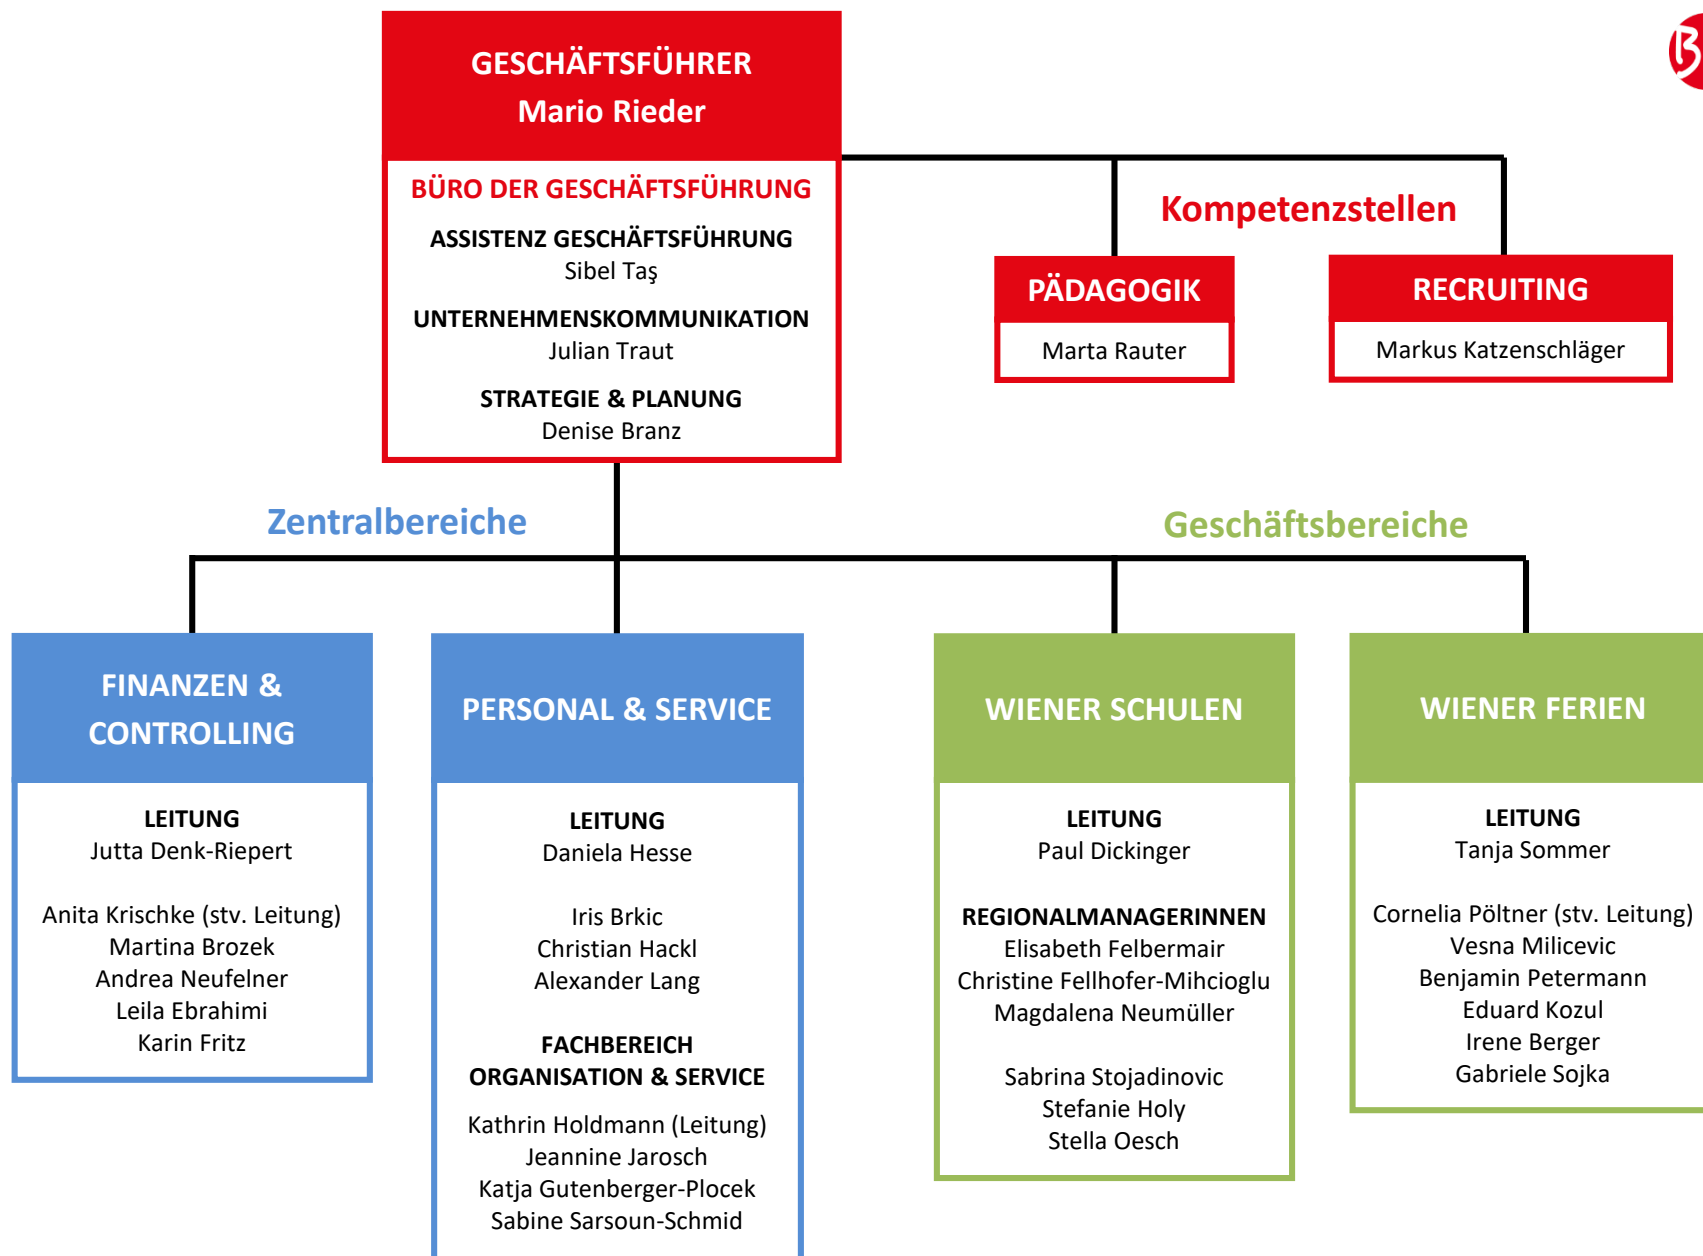 GESCHÄFTSFÜHRER
Mario Rieder
B
BÜRO DER GESCHÄFTSFÜHRUNG
ASSISTENZ GESCHÄFTSFÜHRUNG
Sibel Taş
UNTERNEHMENSKOMMUNIKATION
Julian Traut
STRATEGIE & PLANUNG
Denise Branz
Kompetenzstellen
PÄDAGOGIK
Marta Rauter
RECRUITING
Markus Katzenschläger
Zentralbereiche
Geschäftsbereiche
FINANZEN &
CONTROLLING
LEITUNG
Jutta Denk-Riepert
Anita Krischke (stv. Leitung)
Martina Brozek
Andrea Neufelner
Leila Ebrahimi
Karin Fritz
PERSONAL & SERVICE
LEITUNG
Daniela Hesse
Iris Brkic
Christian Hackl
Alexander Lang
FACHBEREICH
ORGANISATION & SERVICE
Kathrin Holdmann (Leitung)
Jeannine Jarosch
Katja Gutenberger-Plocek
Sabine Sarsoun-Schmid
WIENER SCHULEN
LEITUNG
Paul Dickinger
REGIONALMANAGERINNEN
Elisabeth Felbermair
Christine Fellhofer-Mihcioglu
Magdalena Neumüller
Sabrina Stojadinovic
Stefanie Holy
Stella Oesch
WIENER FERIEN
LEITUNG
Tanja Sommer
Cornelia Pöltner (stv. Leitung)
Vesna Milicevic
Benjamin Petermann
Eduard Kozul
Irene Berger
Gabriele Sojka